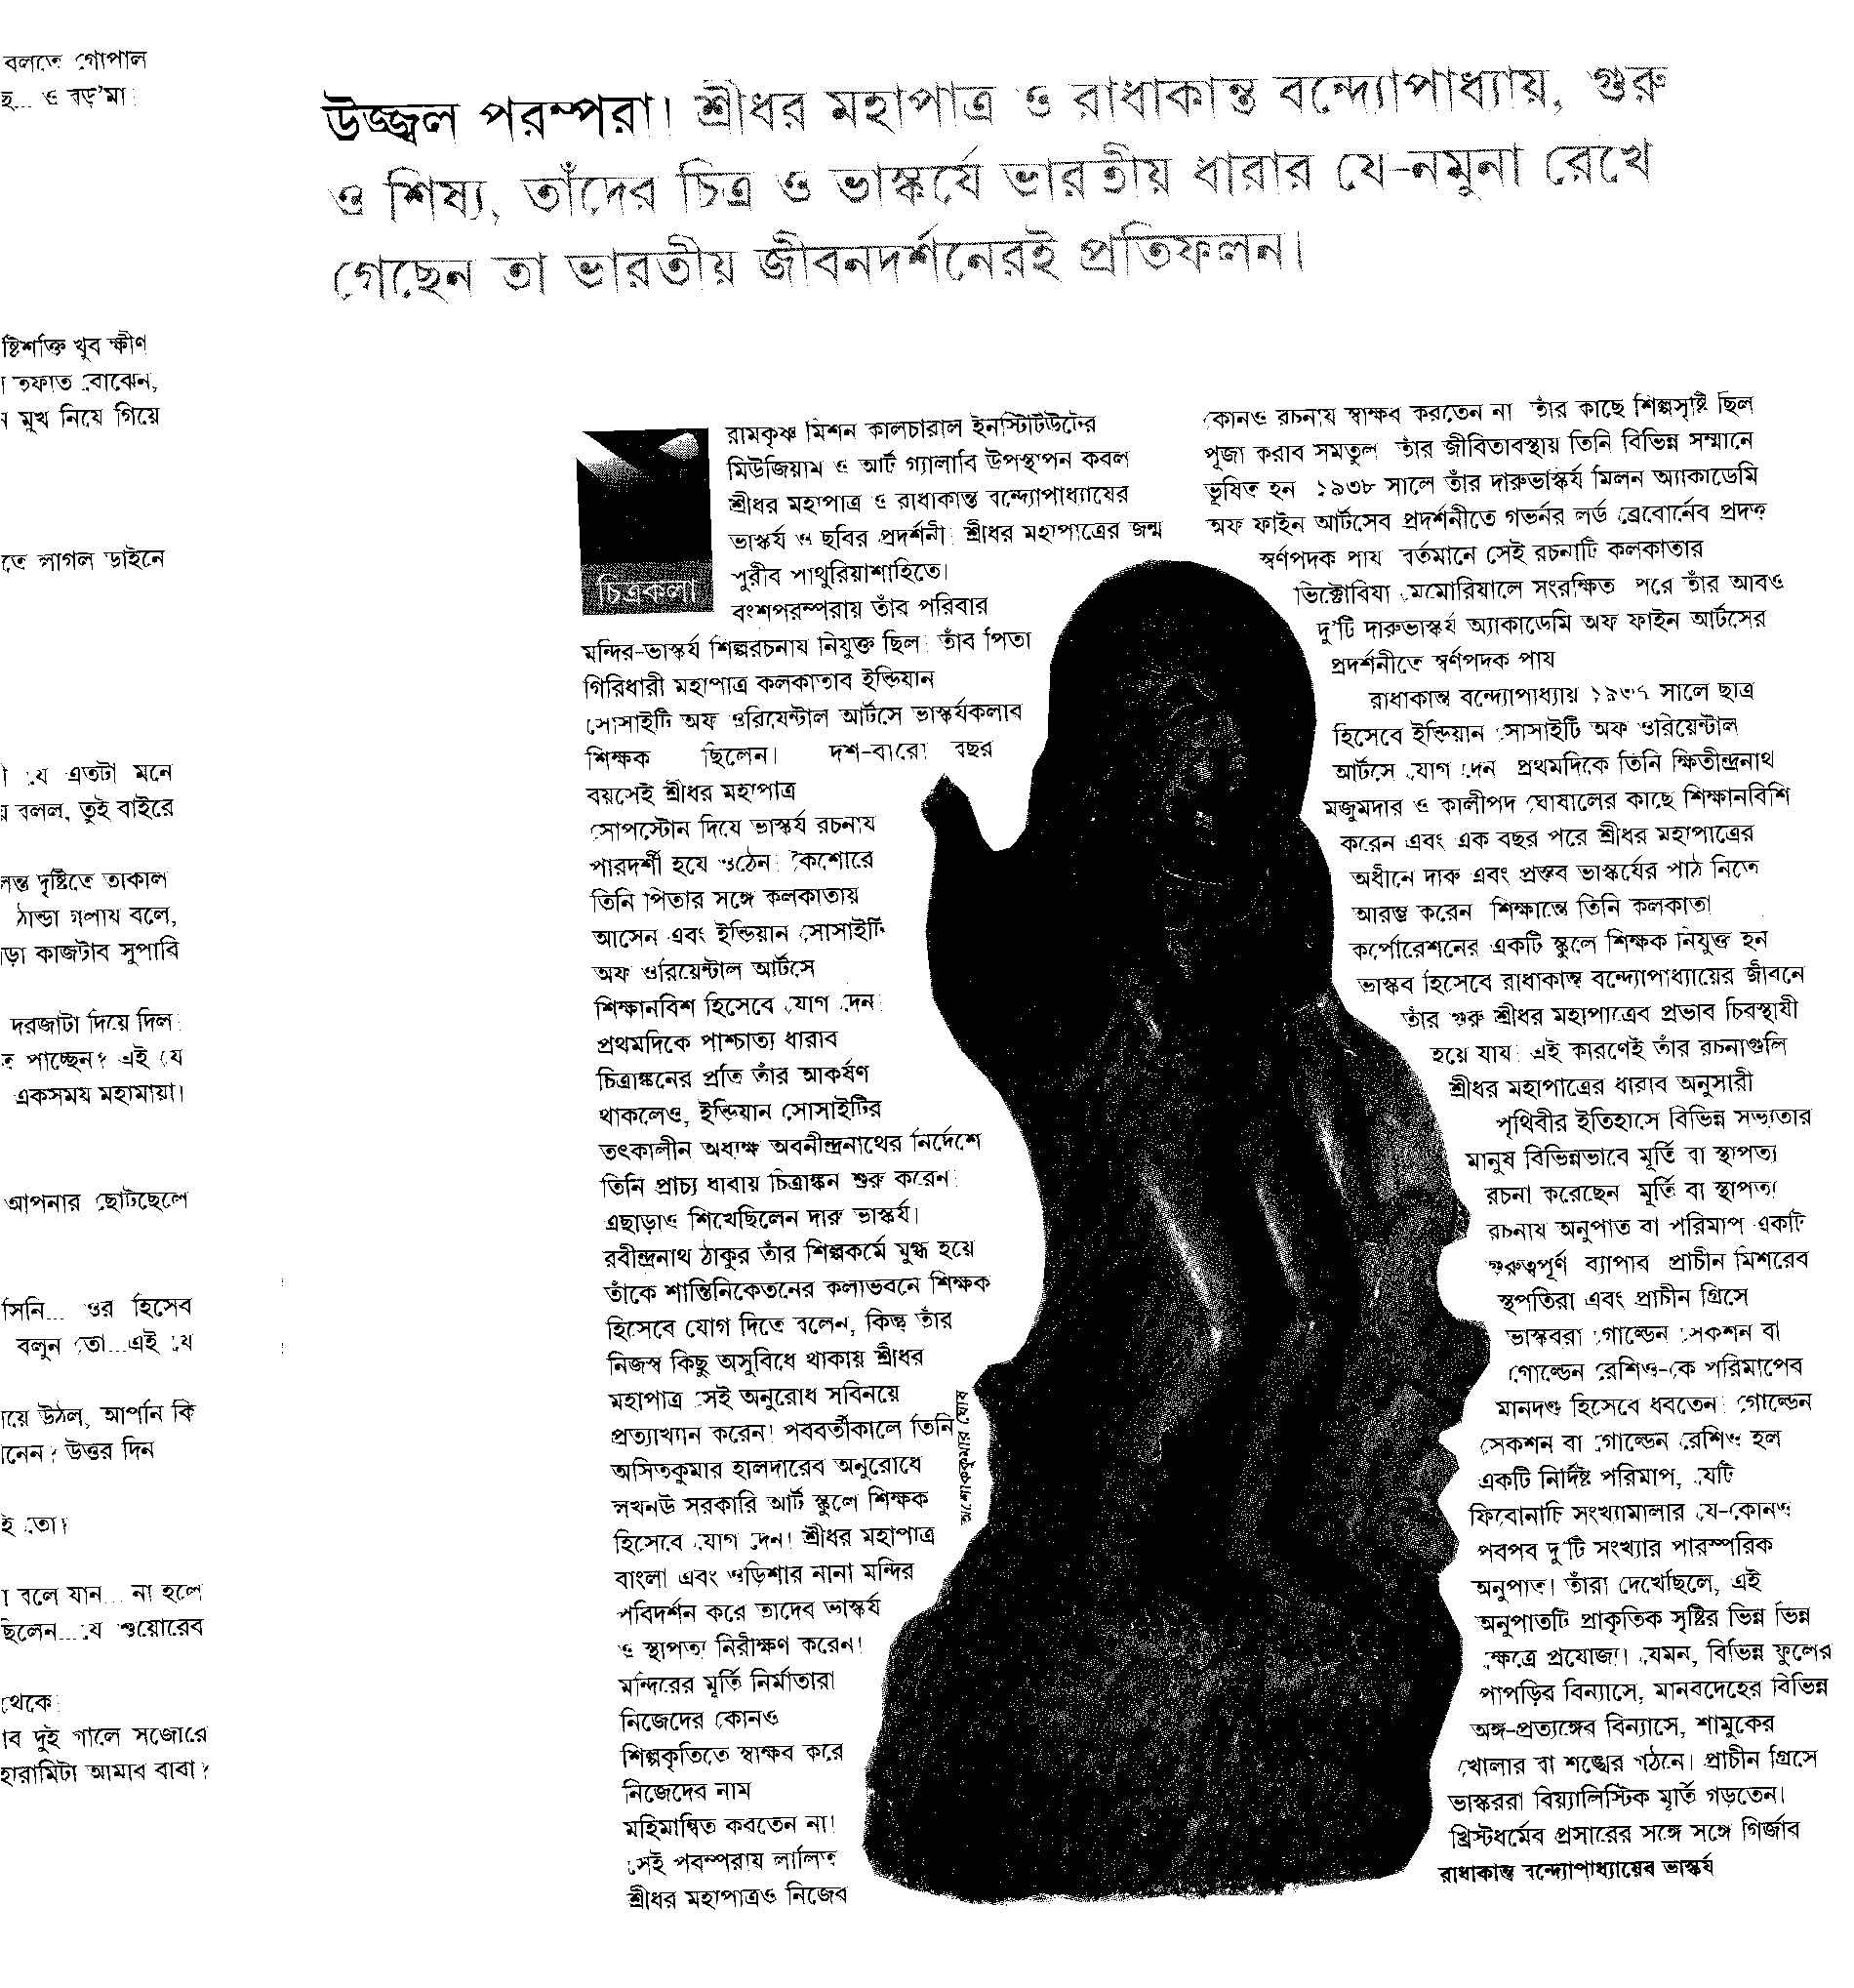 বলতে গোপাল
ছ... ও বড়'মা।
ষ্টিশক্তি খুব ক্ষীণ
তফাত বোঝেন,
মুখ নিয়ে গিয়ে
তে লাগল ডাইনে
যে এতটা মনে
বলল, তুই বাইরে
লন্ত দৃষ্টিতে তাকাল
ঠান্ডা গলায় বলে,
ড়া কাজটার সুপারি
দরজাটা দিয়ে দিল।
পাচ্ছেন? এই যে
একসময় মহামায়া।
আপনার ছোটছেলে
সিনি... ওর হিসেব
বলুন তো...এই যে
য়ে উঠল, আপনি কি
নেন? উত্তর দিন
ই তো।
বলে যান... না হলে
ছিলেন...যে শুয়োরের
থেকে।
দুই গালে সজোরে
হারামিটা আমার বাবা?
উজ্জ্বল পরম্পরা। শ্রীধর মহাপাত্র ও রাধাকান্ত বন্দ্যোপাধ্যায়, গুরু
ও শিষ্য, তাঁদের চিত্র ও ভাস্কর্যে ভারতীয় ধারার যে-নমুনা রেখে
গেছেন তা ভারতীয় জীবনদর্শনেরই প্রতিফলন।
চিত্রকলা
রামকৃষ্ণ মিশন কালচারাল ইনস্টিটিউটের
মিউজিয়াম ও আর্ট গ্যালারি উপস্থাপন করল
শ্রীধর মহাপাত্র ও রাধাকান্ত বন্দ্যোপাধ্যায়ের
ভাস্কর্য ও ছবির প্রদর্শনী। শ্রীধর মহাপাত্রের জন্ম
পুরীর পাথুরিয়াশাহিতে।
বংশপরম্পরায় তাঁর পরিবার
মন্দির-ভাস্কর্য শিল্পরচনায় নিযুক্ত ছিল। তাঁর পিতা
গিরিধারী মহাপাত্র কলকাতার ইন্ডিয়ান
সোসাইটি অফ ওরিয়েন্টাল আর্টসে ভাস্কর্যকলার
শিক্ষক ছিলেন। দশ-বারো বছর
বয়সেই শ্রীধর মহাপাত্র
সোপস্টোন দিয়ে ভাস্কর্য রচনায়
পারদর্শী হয়ে ওঠেন। কৈশোরে
তিনি পিতার সঙ্গে কলকাতায়
আসেন এবং ইন্ডিয়ান সোসাইটি
অফ ওরিয়েন্টাল আর্টসে
শিক্ষানবিশ হিসেবে যোগ দেন।
প্রথমদিকে পাশ্চাত্য ধারার
চিত্রাঙ্কনের প্রতি তাঁর আকর্ষণ
থাকলেও, ইন্ডিয়ান সোসাইটির
তৎকালীন অধ্যক্ষ অবনীন্দ্রনাথের নির্দেশে
তিনি প্রাচ্য ধারায় চিত্রাঙ্কন শুরু করেন।
এছাড়াও শিখেছিলেন দারু ভাস্কর্য।
রবীন্দ্রনাথ ঠাকুর তাঁর শিল্পকর্মে মুগ্ধ হয়ে
তাঁকে শান্তিনিকেতনের কলাভবনে শিক্ষক
হিসেবে যোগ দিতে বলেন, কিন্তু তাঁর
নিজস্ব কিছু অসুবিধে থাকায় শ্রীধর
মহাপাত্র সেই অনুরোধ সবিনয়ে
প্রত্যাখ্যান করেন। পরবর্তীকালে তিনি
অসিতকুমার হালদারের অনুরোধে
লখনউ সরকারি আর্ট স্কুলে শিক্ষক
হিসেবে যোগ দেন। শ্রীধর মহাপাত্র
বাংলা এবং ওড়িশার নানা মন্দির
পরিদর্শন করে তাদের ভাস্কর্য
ও স্থাপত্য নিরীক্ষণ করেন।
মন্দিরের মূর্তি নির্মাতারা
নিজেদের কোনও
শিল্পকৃতিতে স্বাক্ষর করে
নিজেদের নাম
মহিমান্বিত করতেন না।
সেই পরম্পরায় লালিত
শ্রীধর মহাপাত্রও নিজের
অশোককুমার ঘোষ
কোনও রচনায় স্বাক্ষর করতেন না। তাঁর কাছে শিল্পসৃষ্টি ছিল
পূজা করার সমতুল। তাঁর জীবিতাবস্থায় তিনি বিভিন্ন সম্মানে
ভূষিত হন। ১৯৩৮ সালে তাঁর দারুভাস্কর্য মিলন অ্যাকাডেমি
অফ ফাইন আর্টসের প্রদর্শনীতে গভর্নর লর্ড ব্রেবোর্নের প্রদত্ত
স্বর্ণপদক পায়। বর্তমানে সেই রচনাটি কলকাতার
ভিক্টোরিয়া মেমোরিয়ালে সংরক্ষিত। পরে তাঁর আরও
দু'টি দারুভাস্কর্য অ্যাকাডেমি অফ ফাইন আর্টসের
প্রদর্শনীতে স্বর্ণপদক পায়।
রাধাকান্ত বন্দ্যোপাধ্যায় সালে ছাত্র
হিসেবে ইন্ডিয়ান সোসাইটি অফ ওরিয়েন্টাল
আর্টসে যোগ দেন। প্রথমদিকে তিনি ক্ষিতীন্দ্রনাথ
মজুমদার ও কালীপদ ঘোষালের কাছে শিক্ষানবিশি
করেন এবং এক বছর পরে শ্রীধর মহাপাত্রের
অধীনে দারু এবং প্রস্তর ভাস্কর্যের পাঠ নিতে
আরম্ভ করেন। শিক্ষান্তে তিনি কলকাতা
কর্পোরেশনের একটি স্কুলে শিক্ষক নিযুক্ত হন।
ভাস্কর হিসেবে রাধাকান্ত বন্দ্যোপাধ্যায়ের জীবনে
তাঁর গুরু শ্রীধর মহাপাত্রের প্রভাব চিরস্থায়ী
হয়ে যায়। এই কারণেই তাঁর রচনাগুলি
শ্রীধর মহাপাত্রের ধারার অনুসারী।
পৃথিবীর ইতিহাসে বিভিন্ন সভ্যতার
মানুষ বিভিন্নভাবে মূর্তি বা স্থাপত্য
রচনা করেছেন। মূর্তি বা স্থাপত্য
রচনায় অনুপাত বা পরিমাপ একটি
গুরুত্বপূর্ণ ব্যাপার। প্রাচীন মিশরের
স্থপতিরা এবং প্রাচীন গ্রিসে
ভাস্কররা গোল্ডেন সেকশন বা
গোল্ডেন রেশিও-কে পরিমাপের
মানদণ্ড হিসেবে ধরতেন। গোল্ডেন
সেকশন বা গোল্ডেন রেশিও হল
একটি নির্দিষ্ট পরিমাপ, যেটি
ফিবোনাচি সংখ্যামালার যে-কোনও
পরপর দু'টি সংখ্যার পারস্পরিক
অনুপাত। তাঁরা দেখেছিলে, এই
অনুপাতটি প্রাকৃতিক সৃষ্টির ভিন্ন ভিন্ন
ক্ষেত্রে প্রযোজ্য। যেমন, বিভিন্ন ফুলের
পাপড়ির বিন্যাসে, মানবদেহের বিভিন্ন
অঙ্গ-প্রত্যঙ্গের বিন্যাসে, শামুকের
খোলার বা শঙ্খের গঠনে। প্রাচীন গ্রিসে
ভাস্কররা রিয়্যালিস্টিক মূর্তি গড়তেন।
খ্রিস্টধর্মের প্রসারের সঙ্গে সঙ্গে গির্জার
রাধাকান্ত বন্দ্যোপাধ্যায়ের ভাস্কর্য